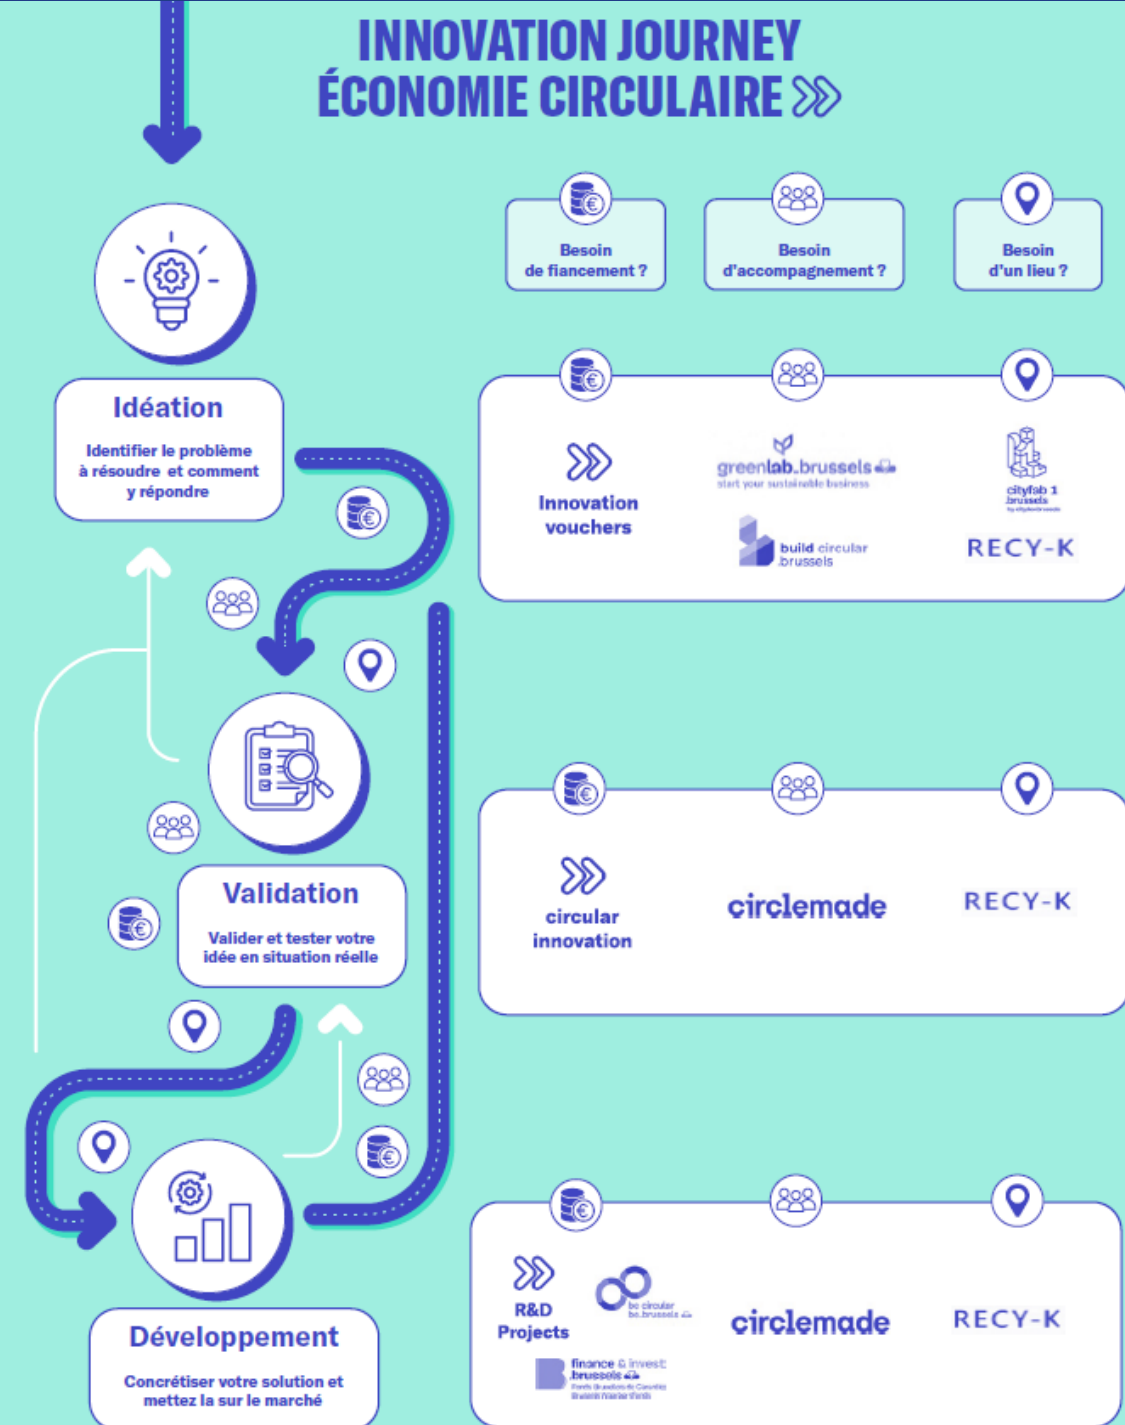 INNOVATION JOURNEY
ÉCONOMIE CIRCULAIRE
Besoin
de fiancement ?
Besoin
d'accompagnement ?
Besoin
d'un lieu ?
Idéation
Identifier le problème
à résoudre et comment
y répondre
Innovation
vouchers
greenlab.brussels
start your sustainable business
build circular
.brussels
cityfab 1
.brussels
RECY-K
Validation
Valider et tester votre
idée en situation réelle
circular
innovation
circlemade
RECY-K
Développement
Concrétiser votre solution et
mettez la sur le marché
R&D
Projects
be circular
be.brussels
finance & invest
.brussels
circlemade
RECY-K